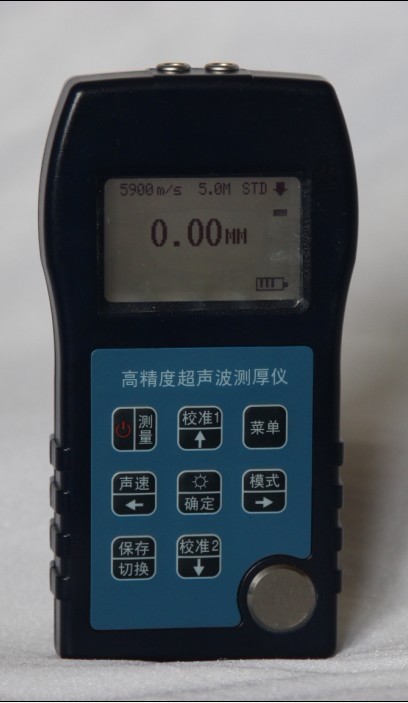 5900m/s 5.0M STD
0.00MM
高精度超声波测厚仪
测量 校准1 菜单
声速 确定 模式
保存 校准2
切换